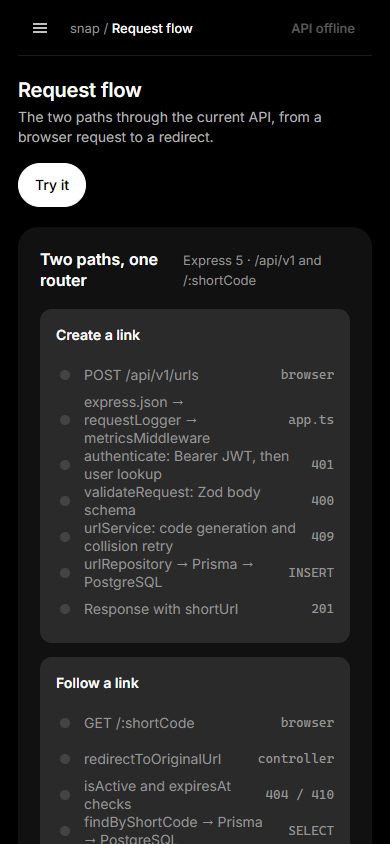 snap / Request flow
API offline
Request flow
The two paths through the current API, from a
browser request to a redirect.
Try it
Two paths, one
router
Express 5 · /api/v1 and
/:shortCode
Create a link
POST /api/v1/urls
browser
express.json →
requestLogger →
metricsMiddleware
app.ts
authenticate: Bearer JWT, then
user lookup
401
validateRequest: Zod body
schema
400
urlService: code generation and
collision retry
409
urlRepository → Prisma →
PostgreSQL
INSERT
Response with shortUrl
201
Follow a link
GET /:shortCode
browser
redirectToOriginalUrl
controller
isActive and expiresAt
checks
404 / 410
findByShortCode → Prisma
→ PostgreSQL
SELECT